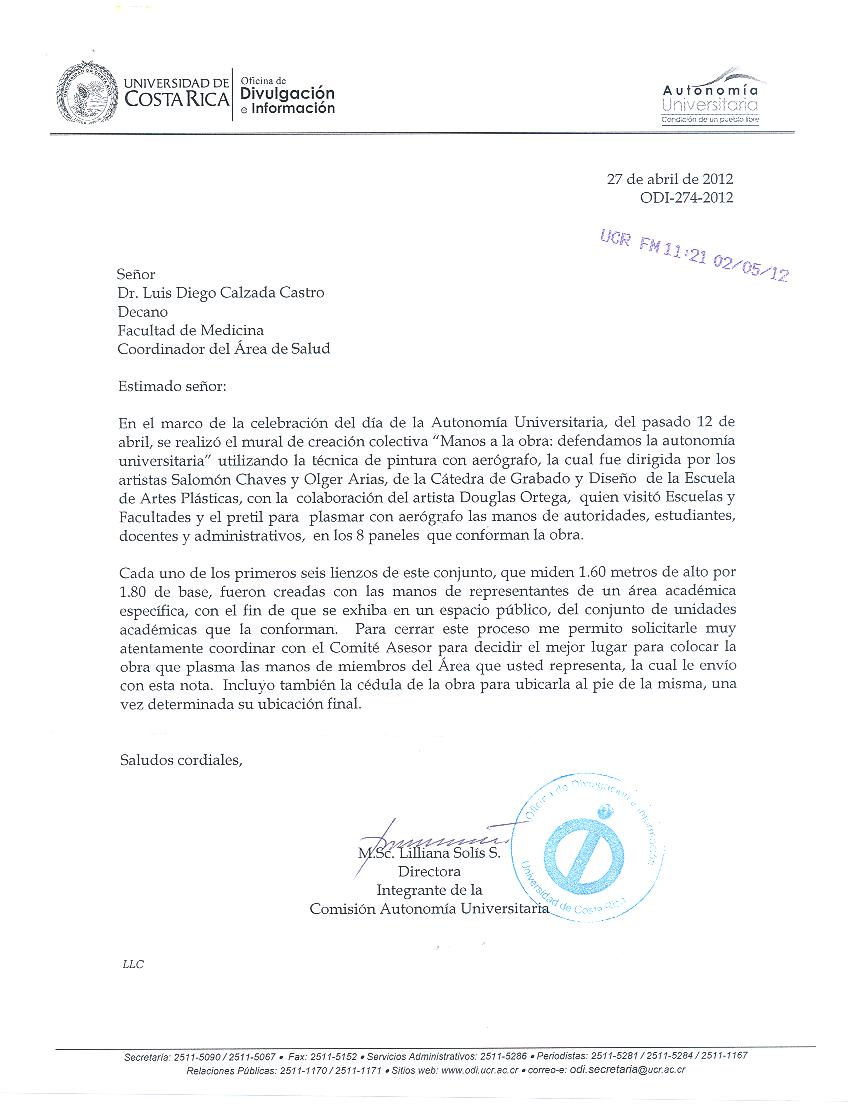 UNIVERSIDAD DE
COSTA RICA
Oficina de
Divulgación
e Información
Autonomía
Universitaria
Condición de un pueblo libre
27 de abril de 2012
ODI-274-2012
UCR FM 11:21 02/05/12
Señor
Dr. Luis Diego Calzada Castro
Decano
Facultad de Medicina
Coordinador del Área de Salud
Estimado señor:
En el marco de la celebración del día de la Autonomía Universitaria, del pasado 12 de
abril, se realizó el mural de creación colectiva “Manos a la obra: defendamos la autonomía
universitaria” utilizando la técnica de pintura con aerógrafo, la cual fue dirigida por los
artistas Salomón Chaves y Olger Arias, de la Cátedra de Grabado y Diseño de la Escuela
de Artes Plásticas, con la colaboración del artista Douglas Ortega, quien visitó Escuelas y
Facultades y el pretil para plasmar con aerógrafo las manos de autoridades, estudiantes,
docentes y administrativos, en los 8 paneles que conforman la obra.
Cada uno de los primeros seis lienzos de este conjunto, que miden 1.60 metros de alto por
1.80 de base, fueron creadas con las manos de representantes de un área académica
específica, con el fin de que se exhiba en un espacio público, del conjunto de unidades
académicas que la conforman. Para cerrar este proceso me permito solicitarle muy
atentamente coordinar con el Comité Asesor para decidir el mejor lugar para colocar la
obra que plasma las manos de miembros del Área que usted representa, la cual le envío
con esta nota. Incluyo también la cédula de la obra para ubicarla al pie de la misma, una
vez determinada su ubicación final.
Saludos cordiales,
M.Sc. Lilliana Solís S.
Directora
Integrante de la
Comisión Autonomía Universitaria
Oficina de Divulgación e Información
Universidad de Costa Rica
LLC
Secretaría: 2511-5090 / 2511-5067 • Fax: 2511-5152 • Servicios Administrativos: 2511-5286 • Periodistas: 2511-5281 / 2511-5284 / 2511-1167
Relaciones Públicas: 2511-1170 / 2511-1171 • Sitios web: www.odi.ucr.ac.cr • correo-e: odi.secretaria@ucr.ac.cr